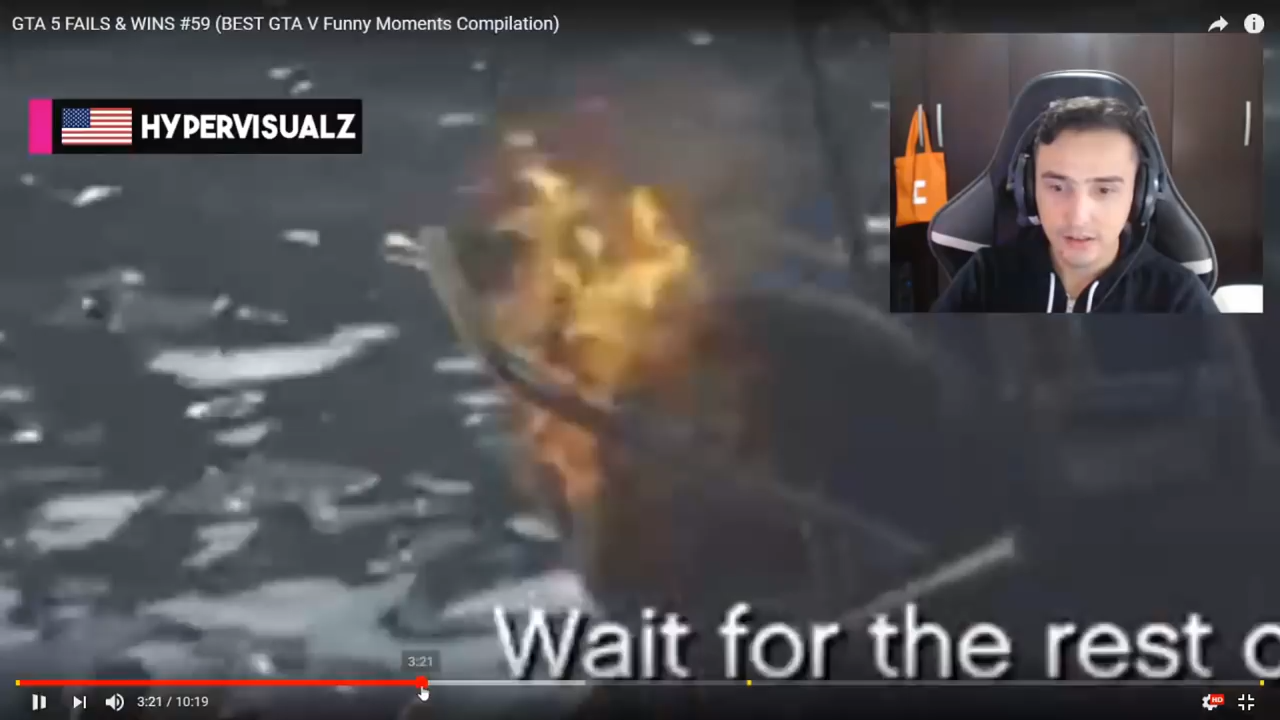 GTA 5 FAILS & WINS #59 (BEST GTA V Funny Moments Compilation)
HYPERVISUALZ
C
Wait for the rest
3:21
3:21 / 10:19
HD